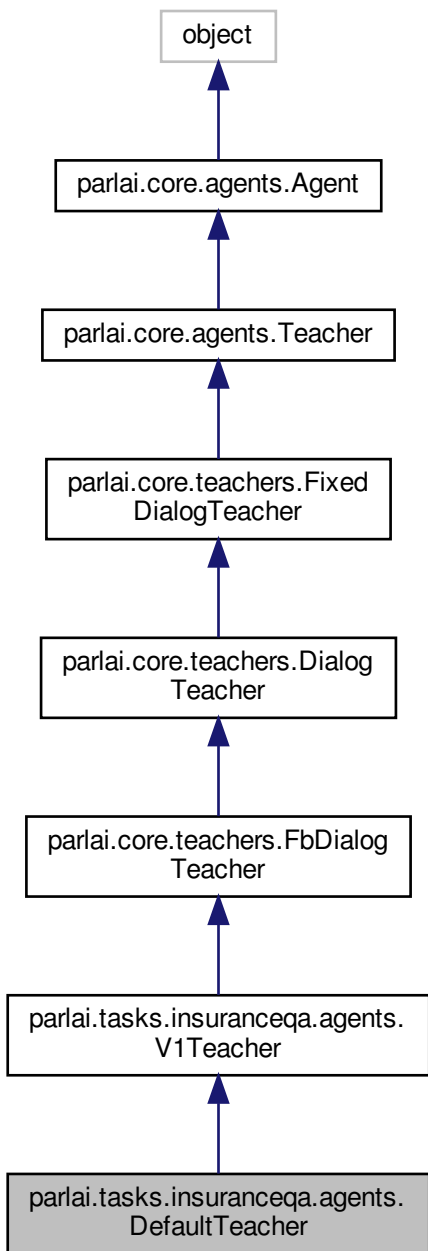 object
parlai.core.agents.Agent
parlai.core.agents.Teacher
parlai.core.teachers.Fixed
DialogTeacher
parlai.core.teachers.Dialog
Teacher
parlai.core.teachers.FbDialog
Teacher
parlai.tasks.insuranceqa.agents.
V1Teacher
parlai.tasks.insuranceqa.agents.
DefaultTeacher